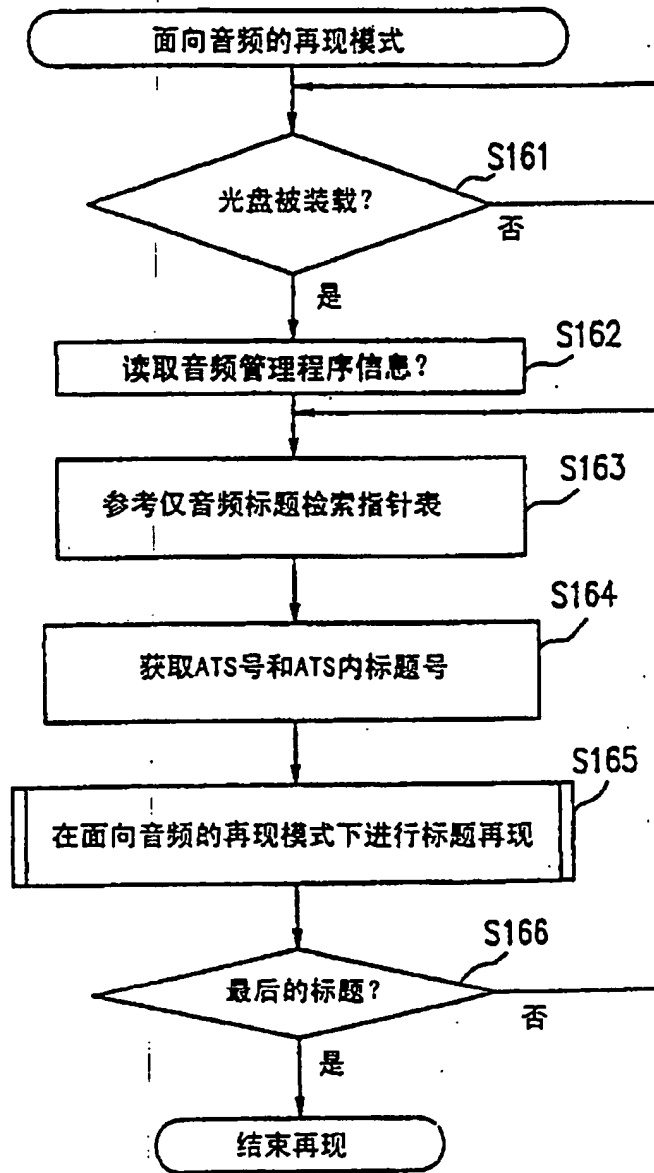 面向音频的再现模式
S161
光盘被装载?
否
是
S162
读取音频管理程序信息?
S163
参考仅音频标题检索指针表
S164
获取ATS号和ATS内标题号
S165
在面向音频的再现模式下进行标题再现
S166
最后的标题?
否
是
结束再现